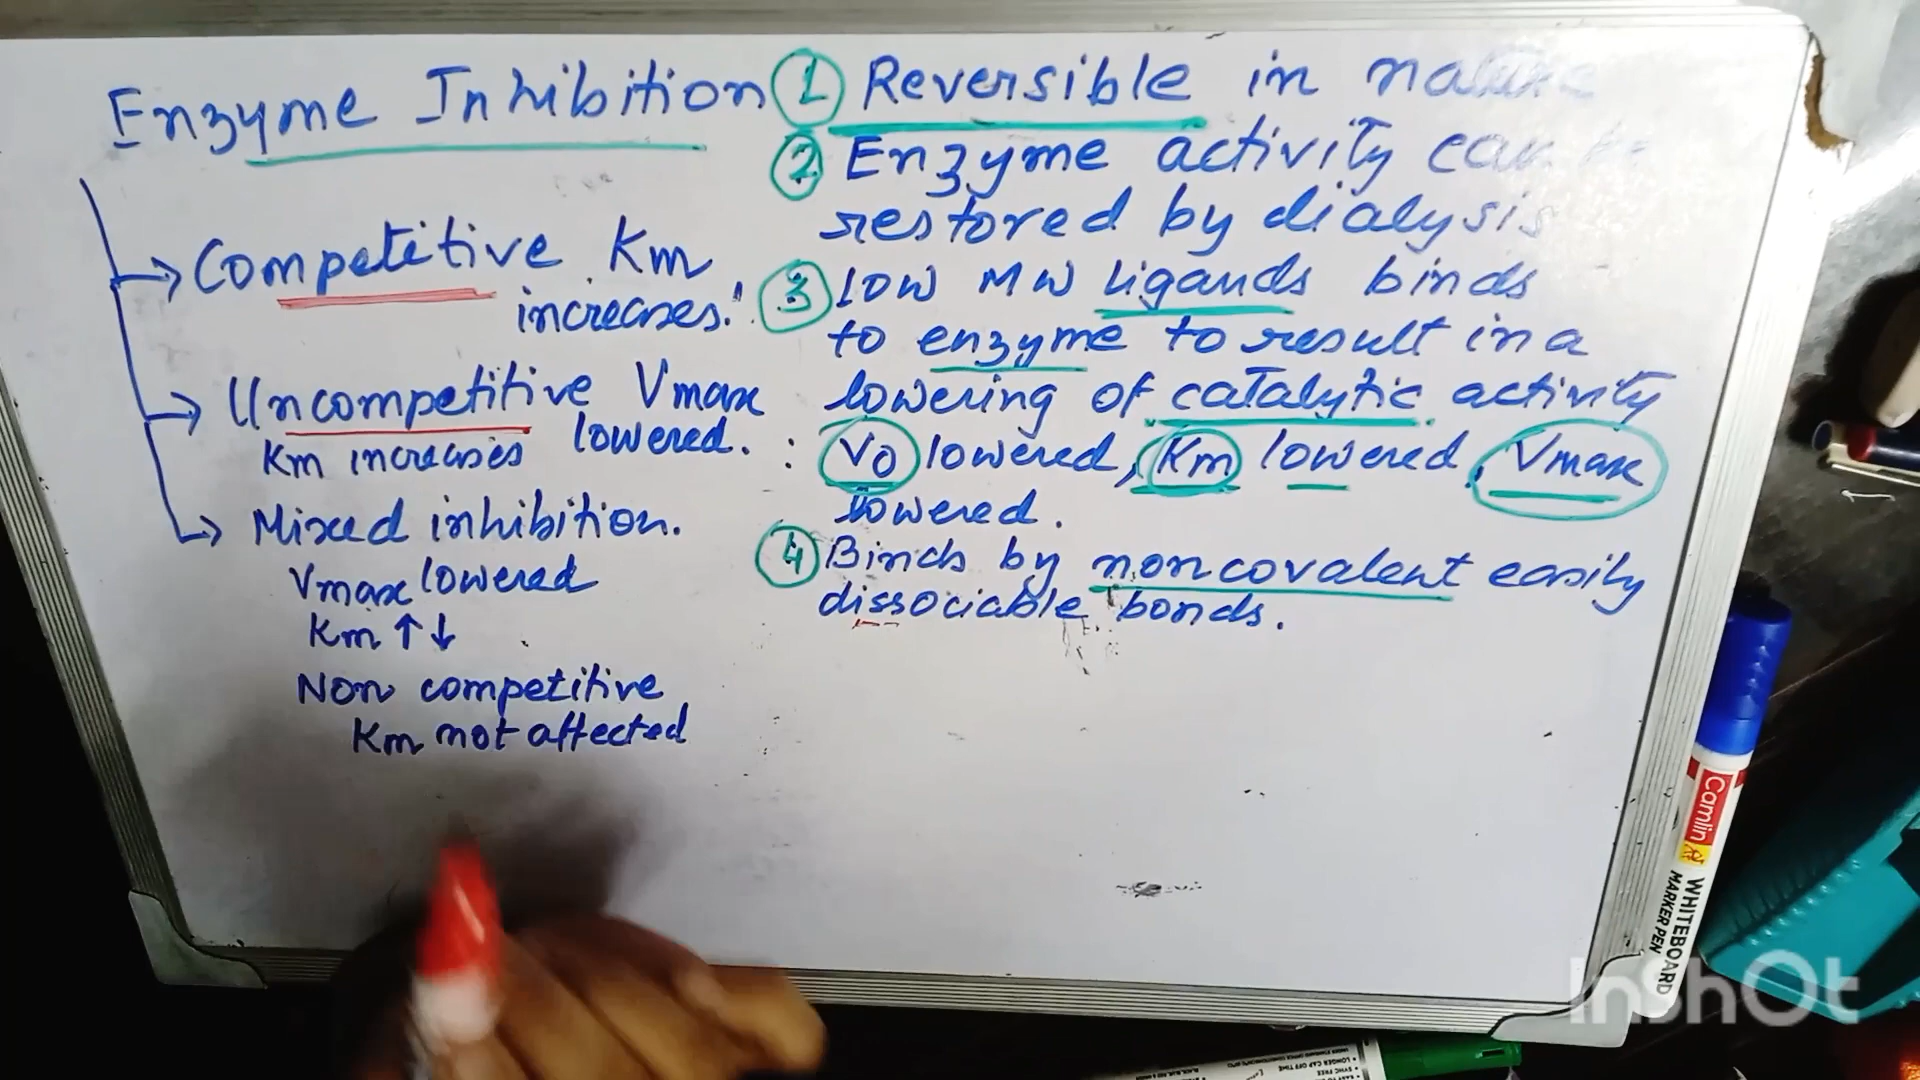 Enzyme Inhibition
→ Competitive Km
increases.
→ Uncompetitive Vmax
Km increases lowered.
→ Mixed inhibition.
Vmax lowered
Km ↑↓
Non competitive
Km not affected
1 Reversible in nature
2 Enzyme activity can be
restored by dialysis
3 low MW ligands binds
to enzyme to result in a
lowering of catalytic activity
: Vo lowered, Km lowered, Vmax
lowered.
4 Binds by noncovalent easily
dissociable bonds.
Camlin
WHITEBOARD
MARKER PEN
InShOt